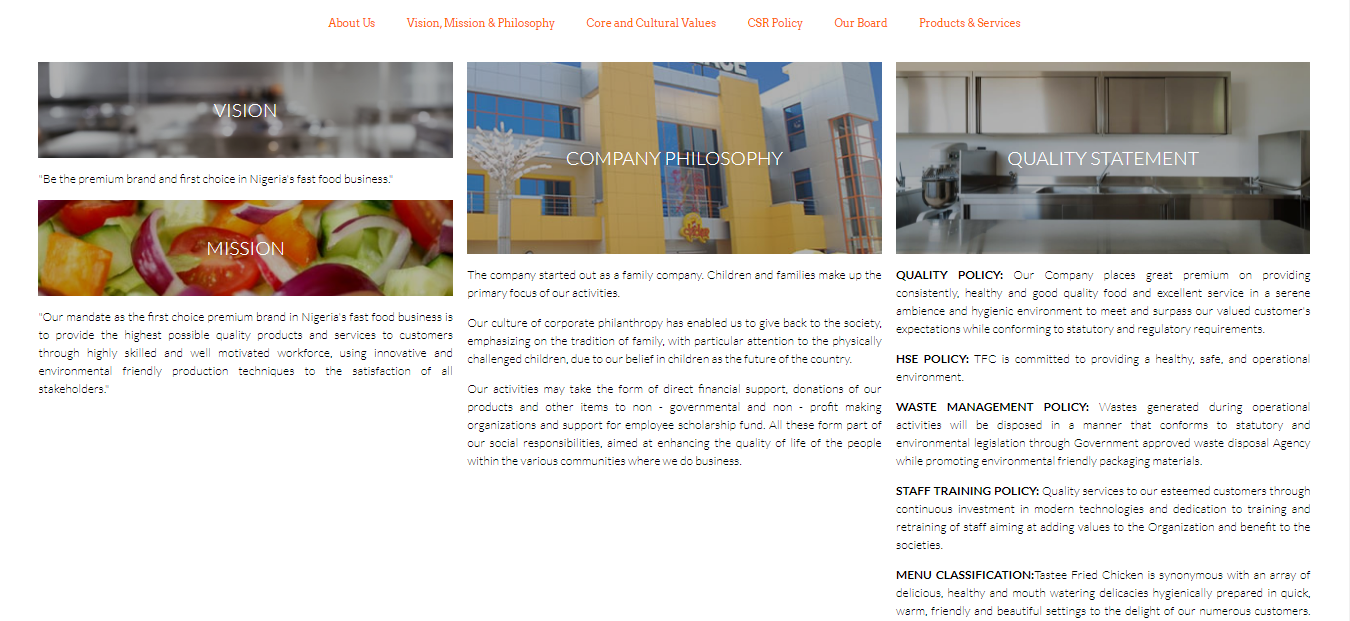 About Us Vision, Mission & Philosophy Core and Cultural Values CSR Policy Our Board Products & Services
VISION
"Be the premium brand and first choice in Nigeria's fast food business."
MISSION
"Our mandate as the first choice premium brand in Nigeria's fast food business is
to provide the highest possible quality products and services to customers
through highly skilled and well motivated workforce, using innovative and
environmental friendly production techniques to the satisfaction of all
stakeholders."
COMPANY PHILOSOPHY
The company started out as a family company. Children and families make up the
primary focus of our activities.
Our culture of corporate philanthropy has enabled us to give back to the society,
emphasizing on the tradition of family, with particular attention to the physically
challenged children, due to our belief in children as the future of the country.
Our activities may take the form of direct financial support, donations of our
products and other items to non - governmental and non - profit making
organizations and support for employee scholarship fund. All these form part of
our social responsibilities, aimed at enhancing the quality of life of the people
within the various communities where we do business.
QUALITY STATEMENT
QUALITY POLICY: Our Company places great premium on providing
consistently, healthy and good quality food and excellent service in a serene
ambience and hygienic environment to meet and surpass our valued customer's
expectations while conforming to statutory and regulatory requirements.
HSE POLICY: TFC is committed to providing a healthy, safe, and operational
environment.
WASTE MANAGEMENT POLICY: Wastes generated during operational
activities will be disposed in a manner that conforms to statutory and
environmental legislation through Government approved waste disposal Agency
while promoting environmental friendly packaging materials.
STAFF TRAINING POLICY: Quality services to our esteemed customers through
continuous investment in modern technologies and dedication to training and
retraining of staff aiming at adding values to the Organization and benefit to the
societies.
MENU CLASSIFICATION:Tastee Fried Chicken is synonymous with an array of
delicious, healthy and mouth watering delicacies hygienically prepared in quick,
warm, friendly and beautiful settings to the delight of our numerous customers.